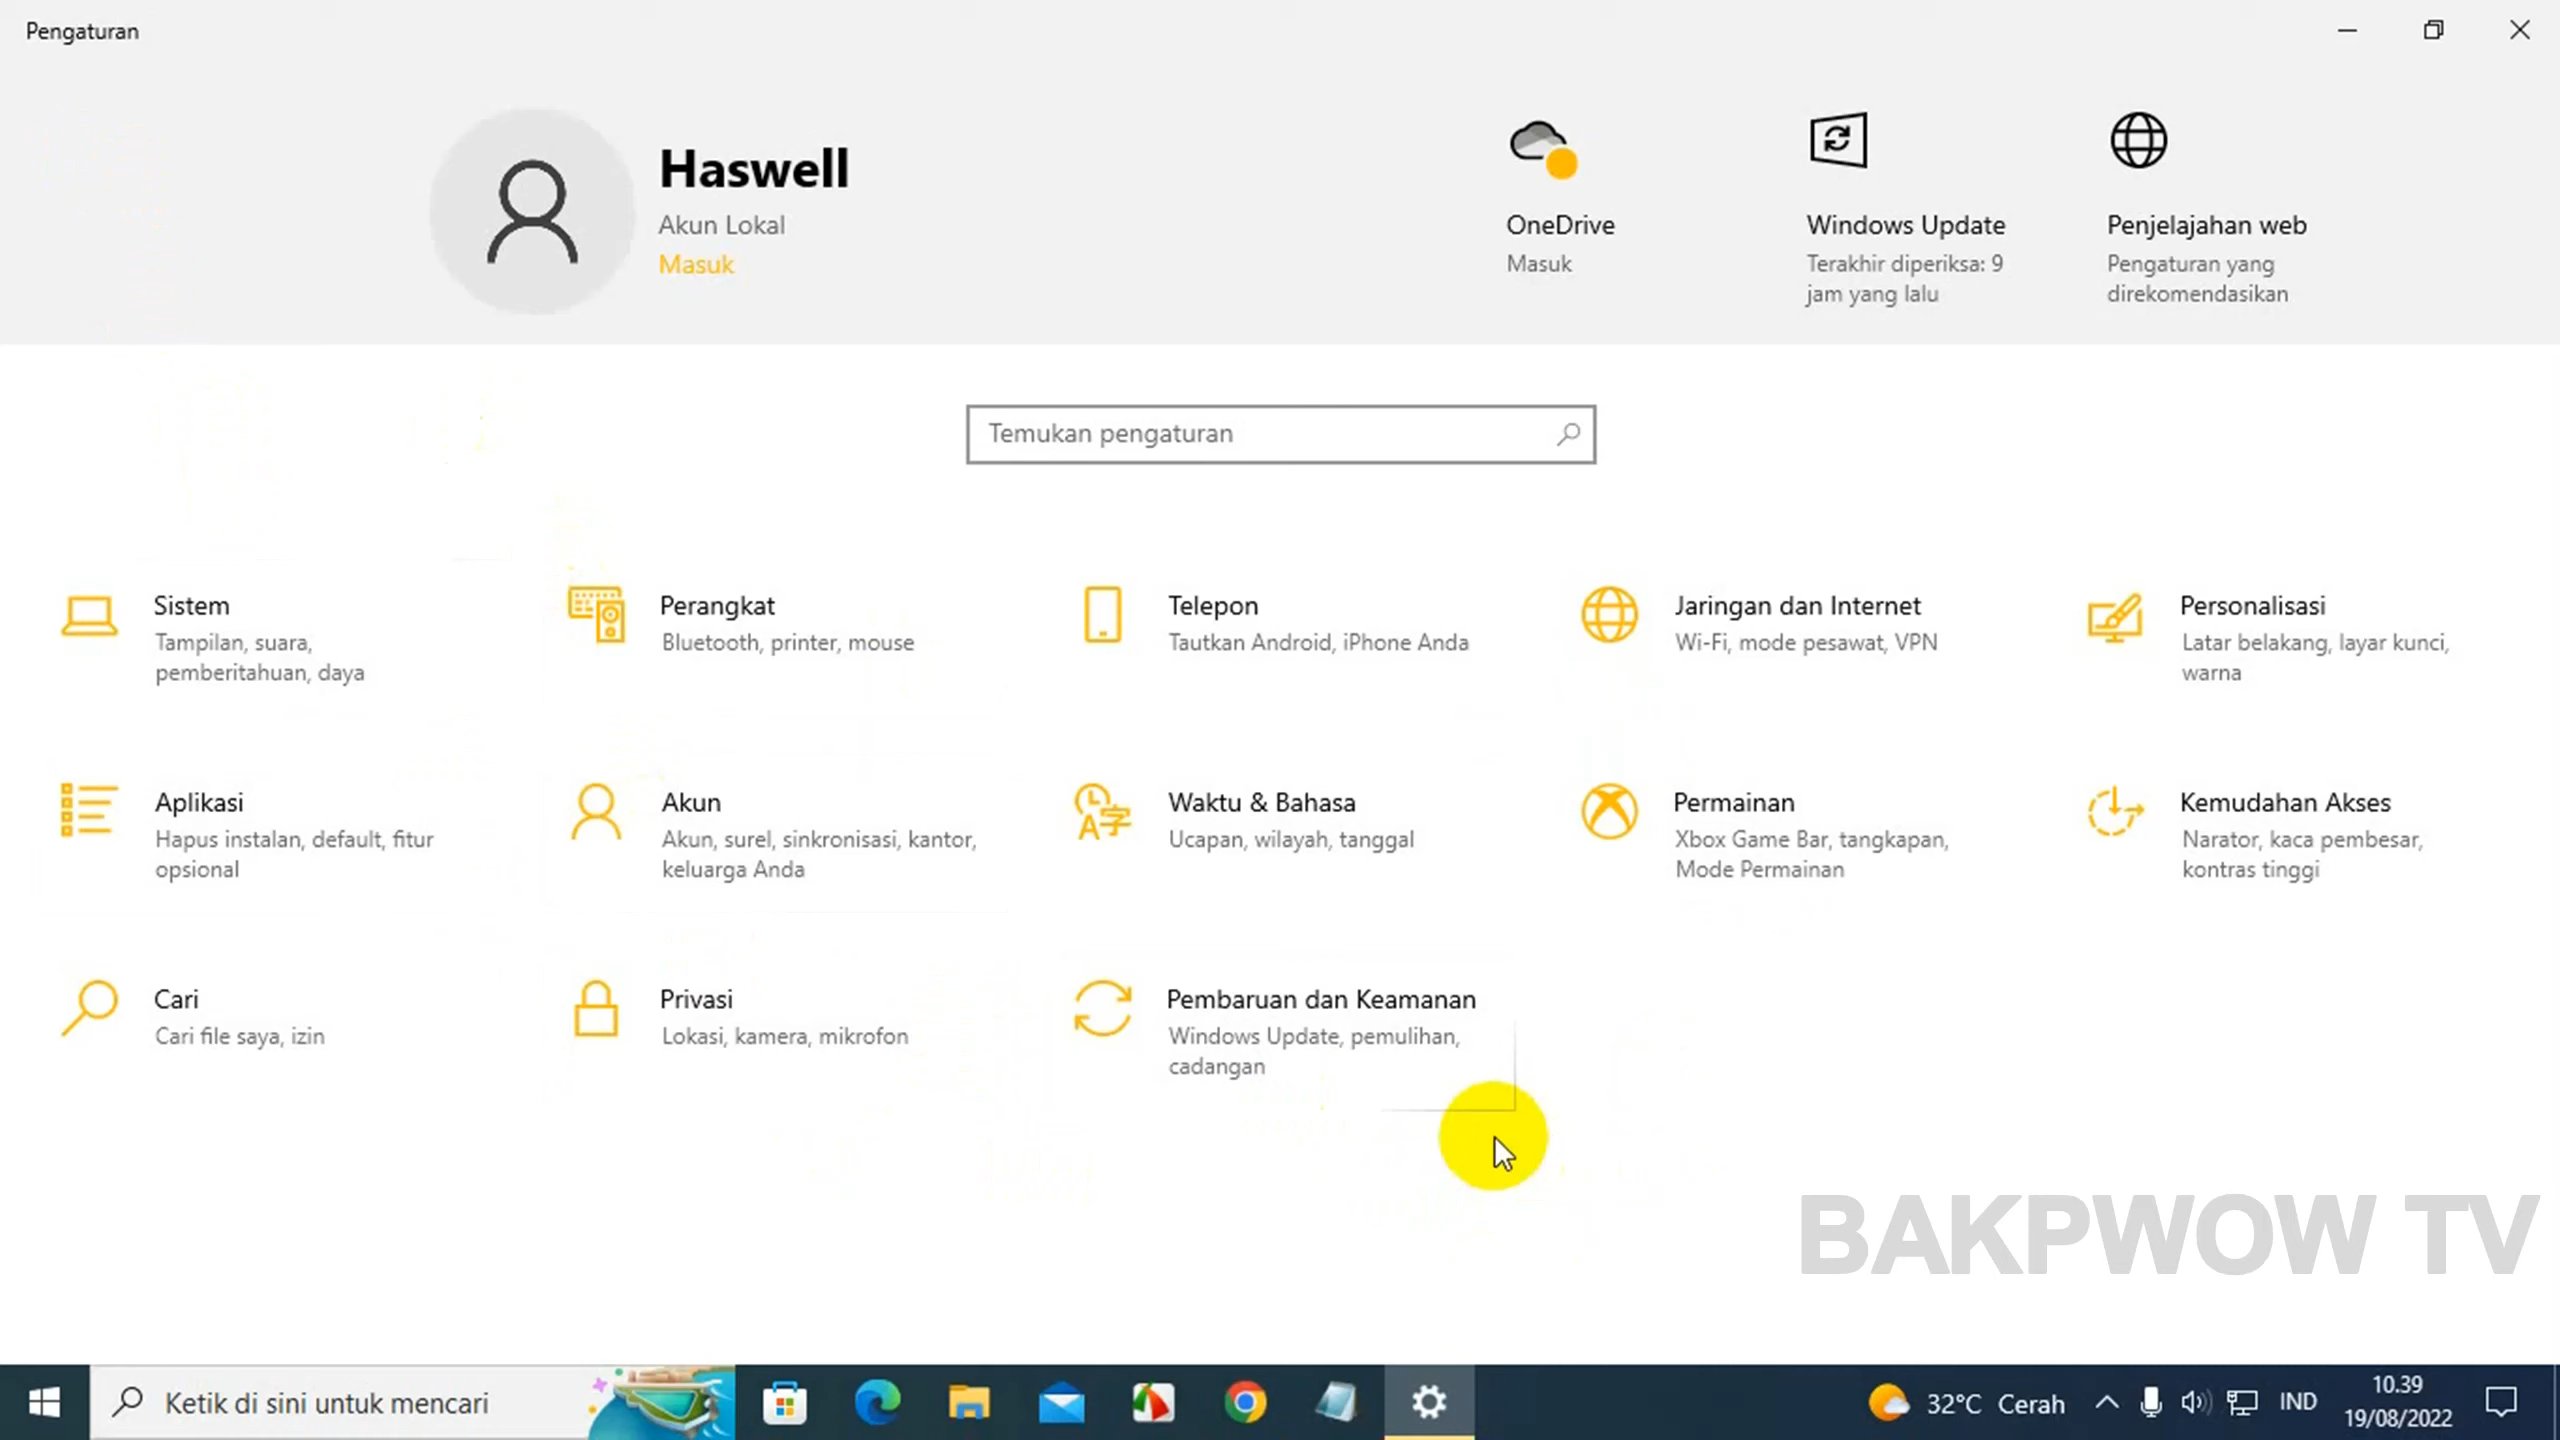 Pengaturan
Haswell
Akun Lokal
Masuk
OneDrive
Masuk
Windows Update
Terakhir diperiksa: 9
jam yang lalu
Penjelajahan web
Pengaturan yang
direkomendasikan
Temukan pengaturan
Sistem
Tampilan, suara,
pemberitahuan, daya
Perangkat
Bluetooth, printer, mouse
Telepon
Tautkan Android, iPhone Anda
Jaringan dan Internet
Wi-Fi, mode pesawat, VPN
Personalisasi
Latar belakang, layar kunci,
warna
Aplikasi
Hapus instalan, default, fitur
opsional
Akun
Akun, surel, sinkronisasi, kantor,
keluarga Anda
Waktu & Bahasa
Ucapan, wilayah, tanggal
Permainan
Xbox Game Bar, tangkapan,
Mode Permainan
Kemudahan Akses
Narator, kaca pembesar,
kontras tinggi
Cari
Cari file saya, izin
Privasi
Lokasi, kamera, mikrofon
Pembaruan dan Keamanan
Windows Update, pemulihan,
cadangan
BAKPWOW TV
Ketik di sini untuk mencari
32°C Cerah
IND
10.39
19/08/2022